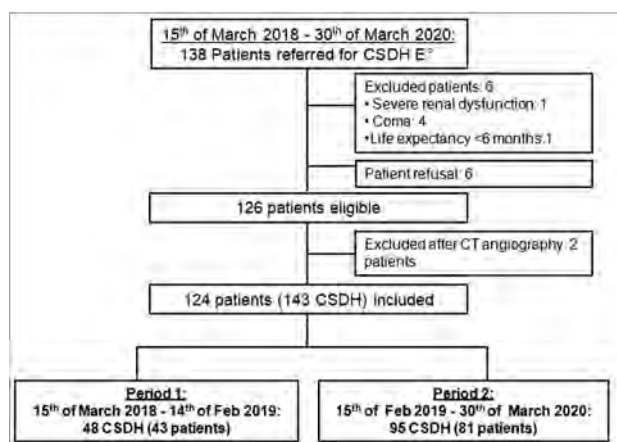 15th of March 2018 - 30th of March 2020:
138 Patients referred for CSDH E°
Excluded patients: 6
• Severe renal dysfunction: 1
• Coma: 4
• Life expectancy <6 months:1
Patient refusal: 6
126 patients eligible
Excluded after CT angiography: 2
patients
124 patients (143 CSDH) included
Period 1:
15th of March 2018 - 14th of Feb 2019:
48 CSDH (43 patients)
Period 2:
15th of Feb 2019 - 30th of March 2020:
95 CSDH (81 patients)